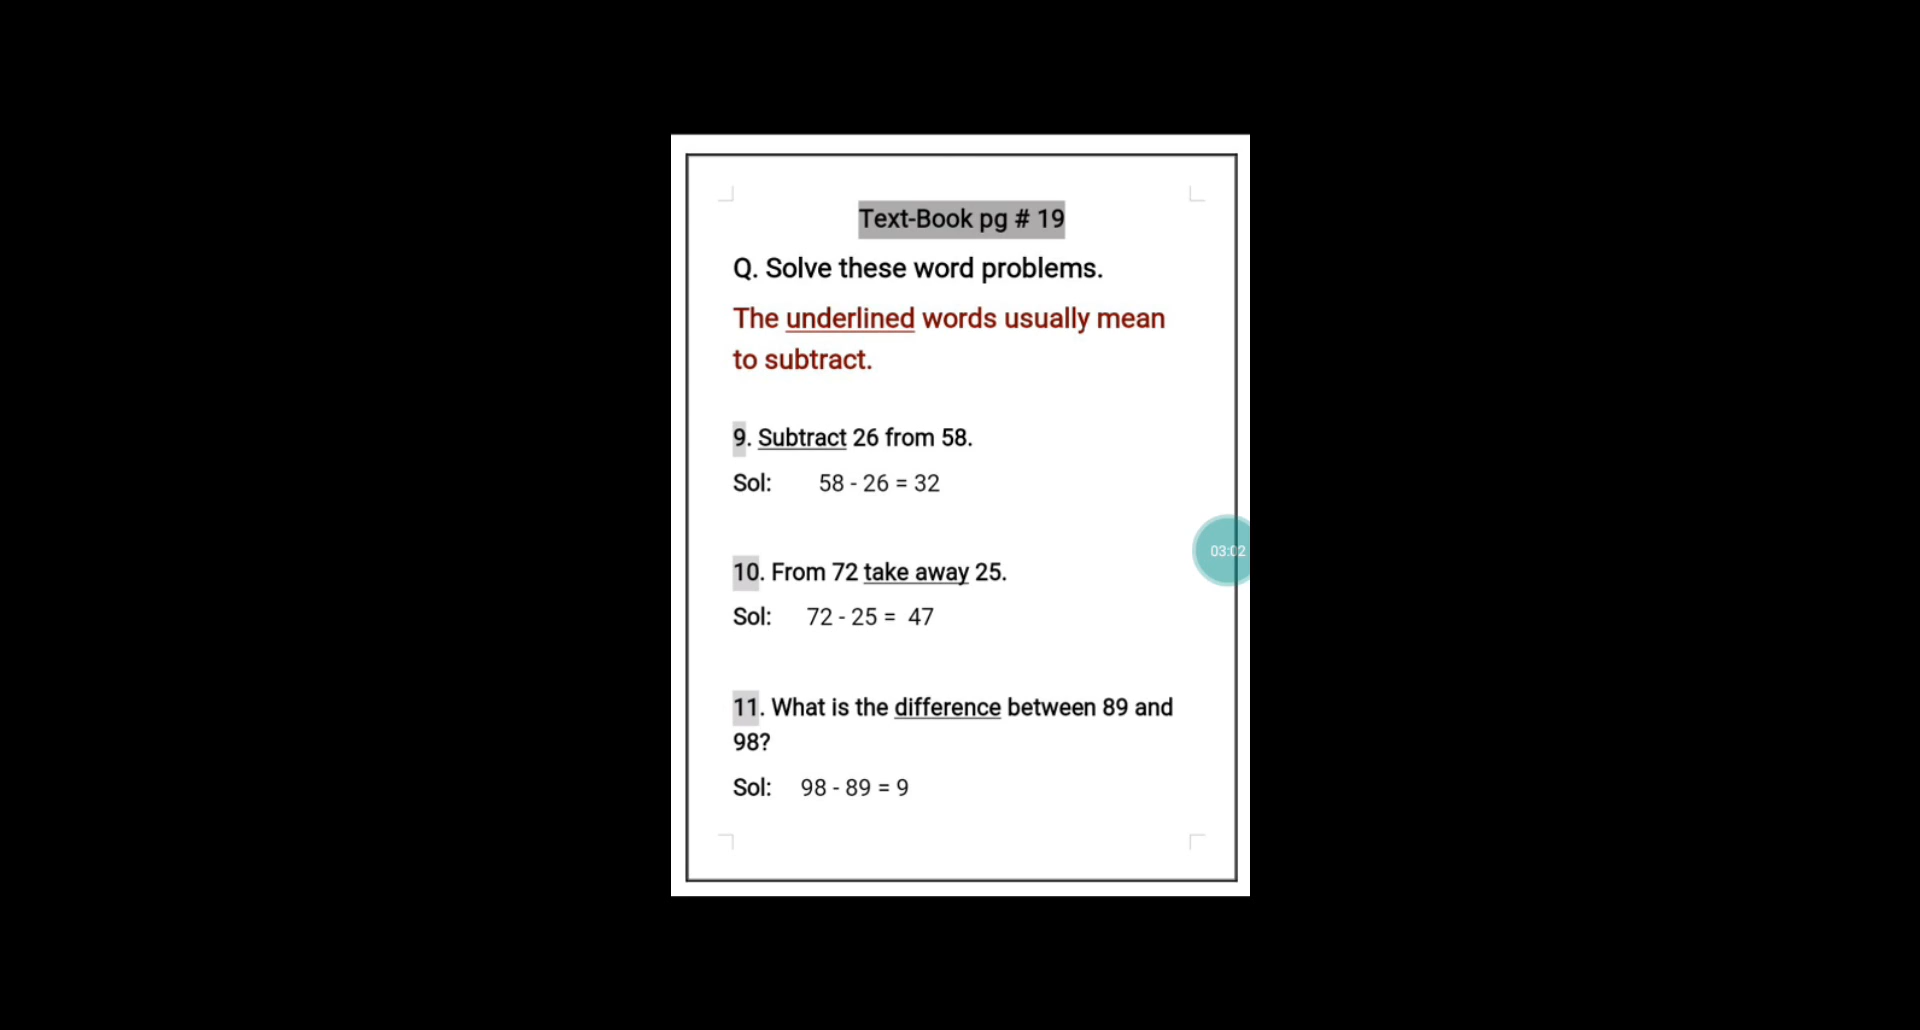 Text-Book pg # 19
Q. Solve these word problems.
The underlined words usually mean
to subtract.
9. Subtract 26 from 58.
Sol: 58 - 26 = 32
03:02
10. From 72 take away 25.
Sol: 72 - 25 = 47
11. What is the difference between 89 and
98?
Sol: 98 - 89 = 9